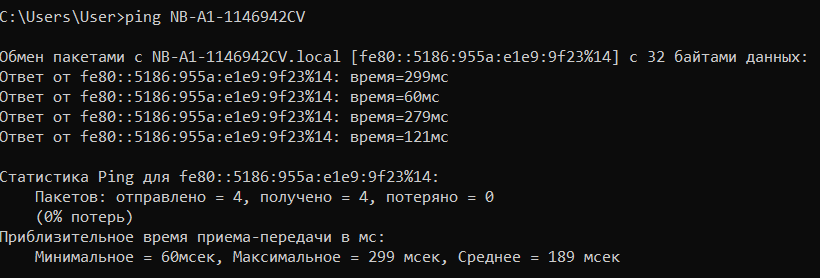 C:\Users\User>ping NB-A1-1146942CV
Обмен пакетами с NB-A1-1146942CV.local [fe80::5186:955a:e1e9:9f23%14] с 32 байтами данных:
Ответ от fe80::5186:955a:e1e9:9f23%14: время=299мс
Ответ от fe80::5186:955a:e1e9:9f23%14: время=60мс
Ответ от fe80::5186:955a:e1e9:9f23%14: время=279мс
Ответ от fe80::5186:955a:e1e9:9f23%14: время=121мс
Статистика Ping для fe80::5186:955a:e1e9:9f23%14:
Пакетов: отправлено = 4, получено = 4, потеряно = 0
(0% потерь)
Приблизительное время приема-передачи в мс:
Минимальное = 60мсек, Максимальное = 299 мсек, Среднее = 189 мсек